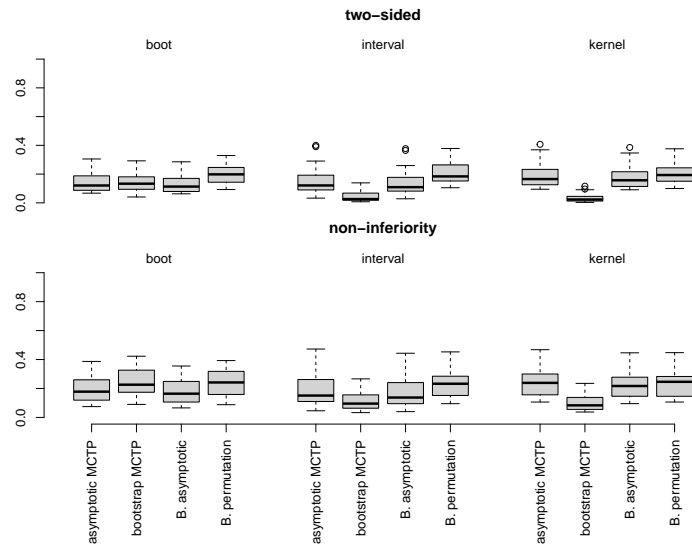 two−sided
boot interval kernel
0.0 0.4 0.8
non−inferiority
boot interval kernel
0.0 0.4 0.8
asymptotic MCTP bootstrap MCTP B. asymptotic B. permutation asymptotic MCTP bootstrap MCTP B. asymptotic B. permutation asymptotic MCTP bootstrap MCTP B. asymptotic B. permutation